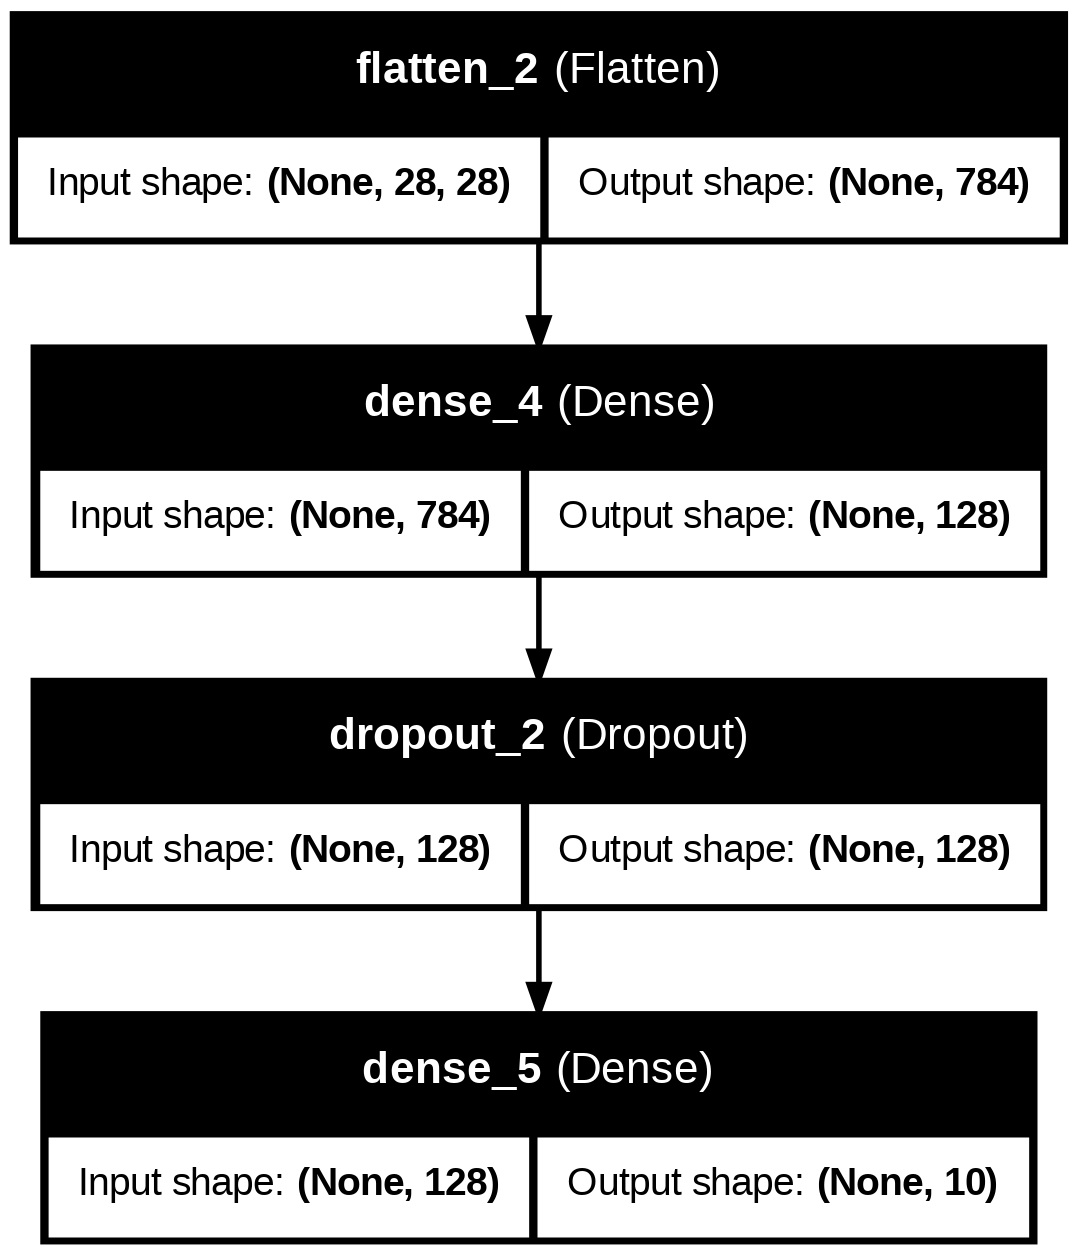 flatten_2 (Flatten)
Input shape: (None, 28, 28) Output shape: (None, 784)
dense_4 (Dense)
Input shape: (None, 784) Output shape: (None, 128)
dropout_2 (Dropout)
Input shape: (None, 128) Output shape: (None, 128)
dense_5 (Dense)
Input shape: (None, 128) Output shape: (None, 10)